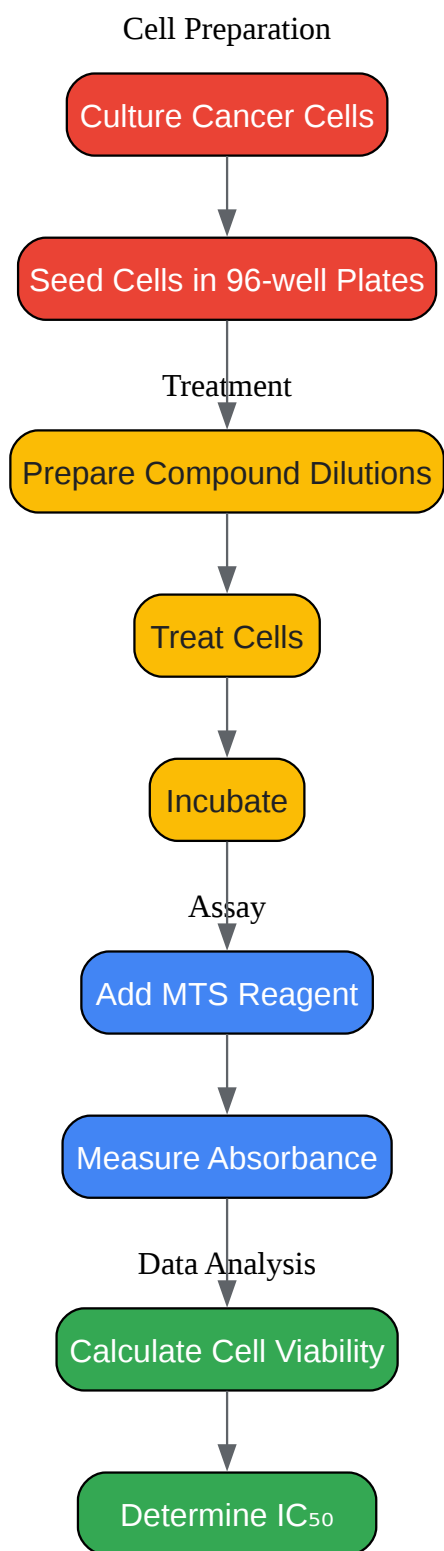 Cell Preparation
Culture Cancer Cells
Seed Cells in 96-well Plates
Treatment
Prepare Compound Dilutions
Treat Cells
Incubate
Assay
Add MTS Reagent
Measure Absorbance
Data Analysis
Calculate Cell Viability
Determine IC₅₀